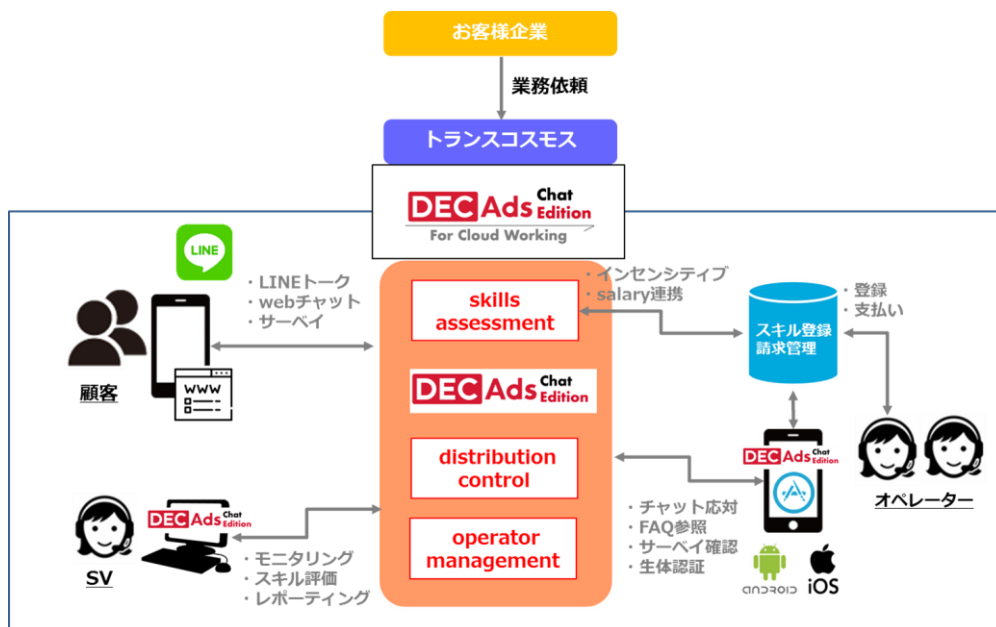 お客様企業
業務依頼
トランスコスモス
DEC Ads Chat Edition
For Cloud Working
LINE
・LINEトーク
・webチャット
・サーベイ
www
顧客
skills
assessment
・インセンシティブ
・salary連携
スキル登録
請求管理
・登録
・支払い
DEC Ads Chat Edition
distribution
control
operator
management
DEC Ads Chat Edition
SV
・モニタリング
・スキル評価
・レポーティング
DEC Ads Chat Edition
・チャット応対
・FAQ参照
・サーベイ確認
・生体認証
オペレーター
ANDROID
iOS